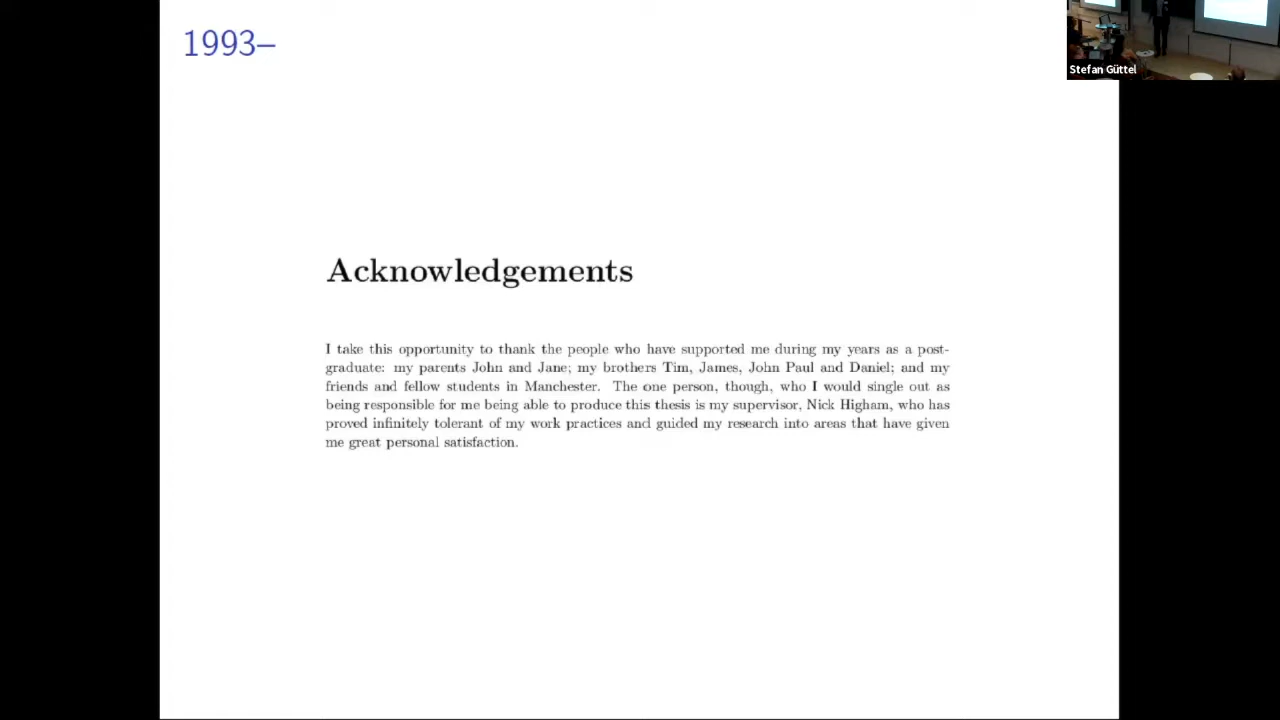 1993–
Stefan Güttel
Acknowledgements
I take this opportunity to thank the people who have supported me during my years as a post-
graduate: my parents John and Jane; my brothers Tim, James, John Paul and Daniel; and my
friends and fellow students in Manchester. The one person, though, who I would single out as
being responsible for me being able to produce this thesis is my supervisor, Nick Higham, who has
proved infinitely tolerant of my work practices and guided my research into areas that have given
me great personal satisfaction.